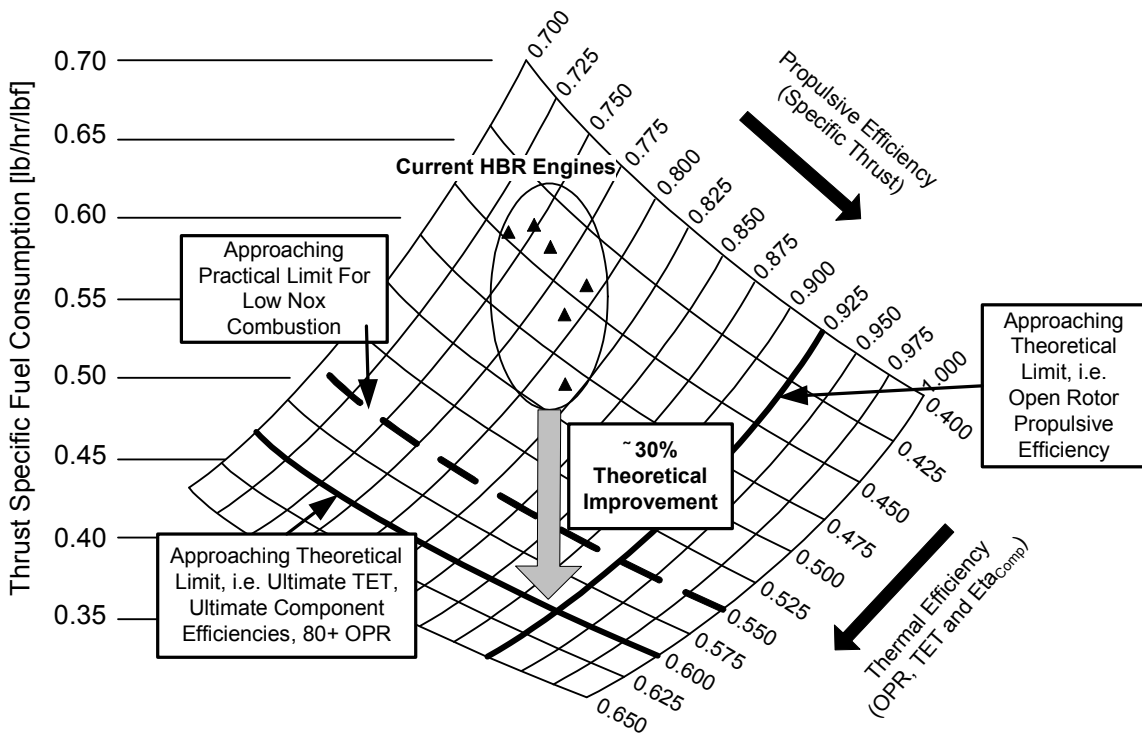 Thrust Specific Fuel Consumption [lb/hr/lbf]
0.70
0.65
0.60
0.55
0.50
0.45
0.40
0.35
0.700
0.725
0.750
0.775
0.800
0.825
0.850
0.875
0.900
0.925
0.950
0.975
1.000
Propulsive Efficiency
(Specific Thrust)
Current HBR Engines
Approaching
Practical Limit For
Low Nox
Combustion
Approaching
Theoretical
Limit, i.e.
Open Rotor
Propulsive
Efficiency
~30%
Theoretical
Improvement
Approaching Theoretical
Limit, i.e. Ultimate TET,
Ultimate Component
Efficiencies, 80+ OPR
0.400
0.425
0.450
0.475
0.500
0.525
0.550
0.575
0.600
0.625
0.650
Thermal Efficiency
(OPR, TET and EtaComp)